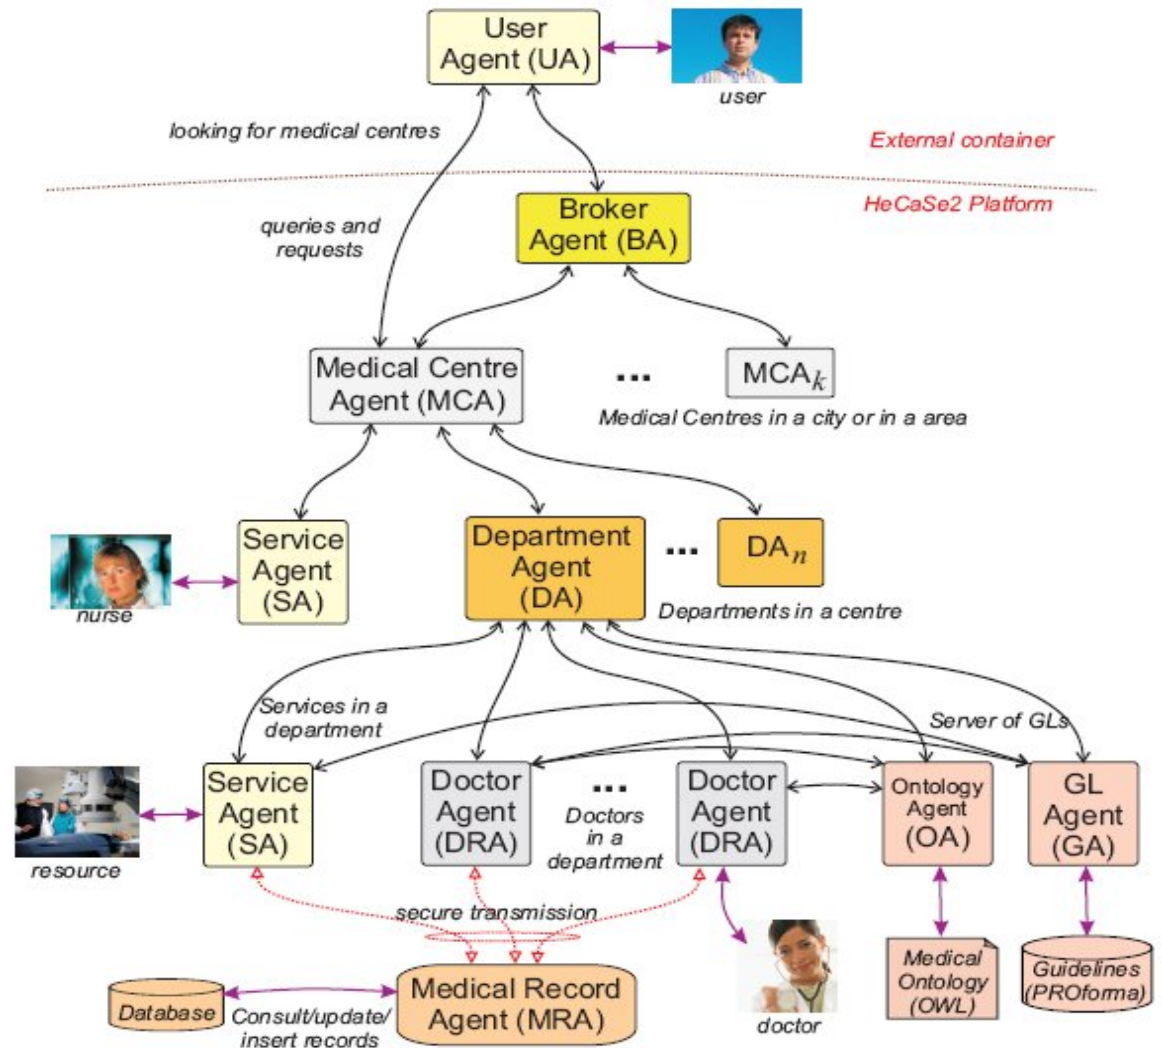 User
Agent (UA)
user
looking for medical centres
External container
HeCaSe2 Platform
queries and
requests
Broker
Agent (BA)
Medical Centre
Agent (MCA)
...
MCAk
Medical Centres in a city or in a area
Service
Agent
(SA)
nurse
Department
Agent
(DA)
...
DAn
Departments in a centre
Services in a
department
Server of GLs
Service
Agent
(SA)
resource
Doctor
Agent
(DRA)
...
Doctors
in a
department
Doctor
Agent
(DRA)
Ontology
Agent
(OA)
GL
Agent
(GA)
secure transmission
Medical Record
Agent (MRA)
Database
Consult/update/
insert records
doctor
Medical
Ontology
(OWL)
Guidelines
(PROforma)